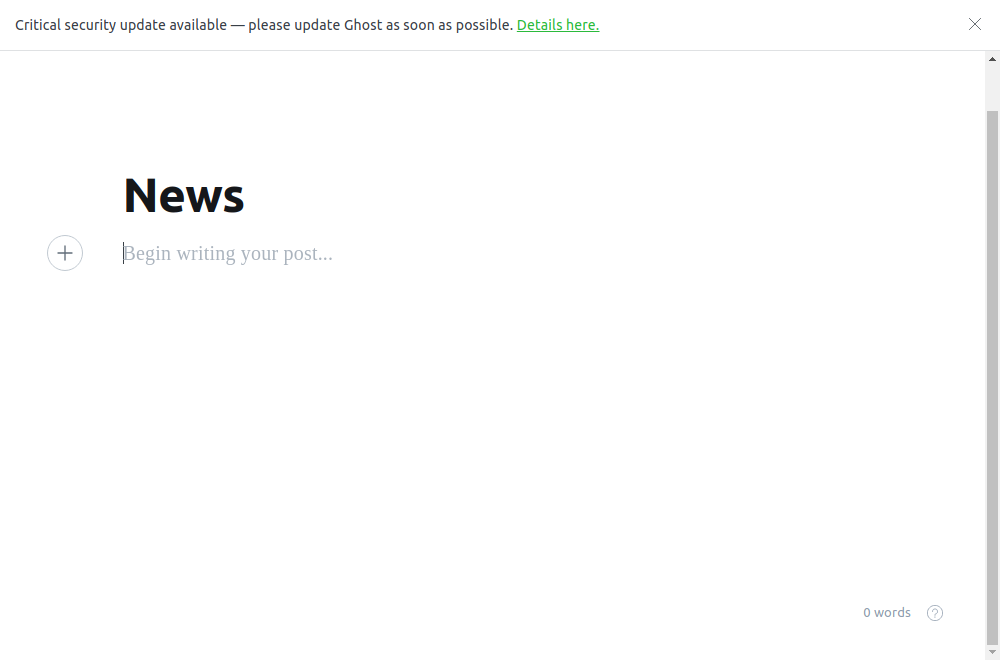 Critical security update available — please update Ghost as soon as possible. Details here.
News
Begin writing your post...
0 words
?